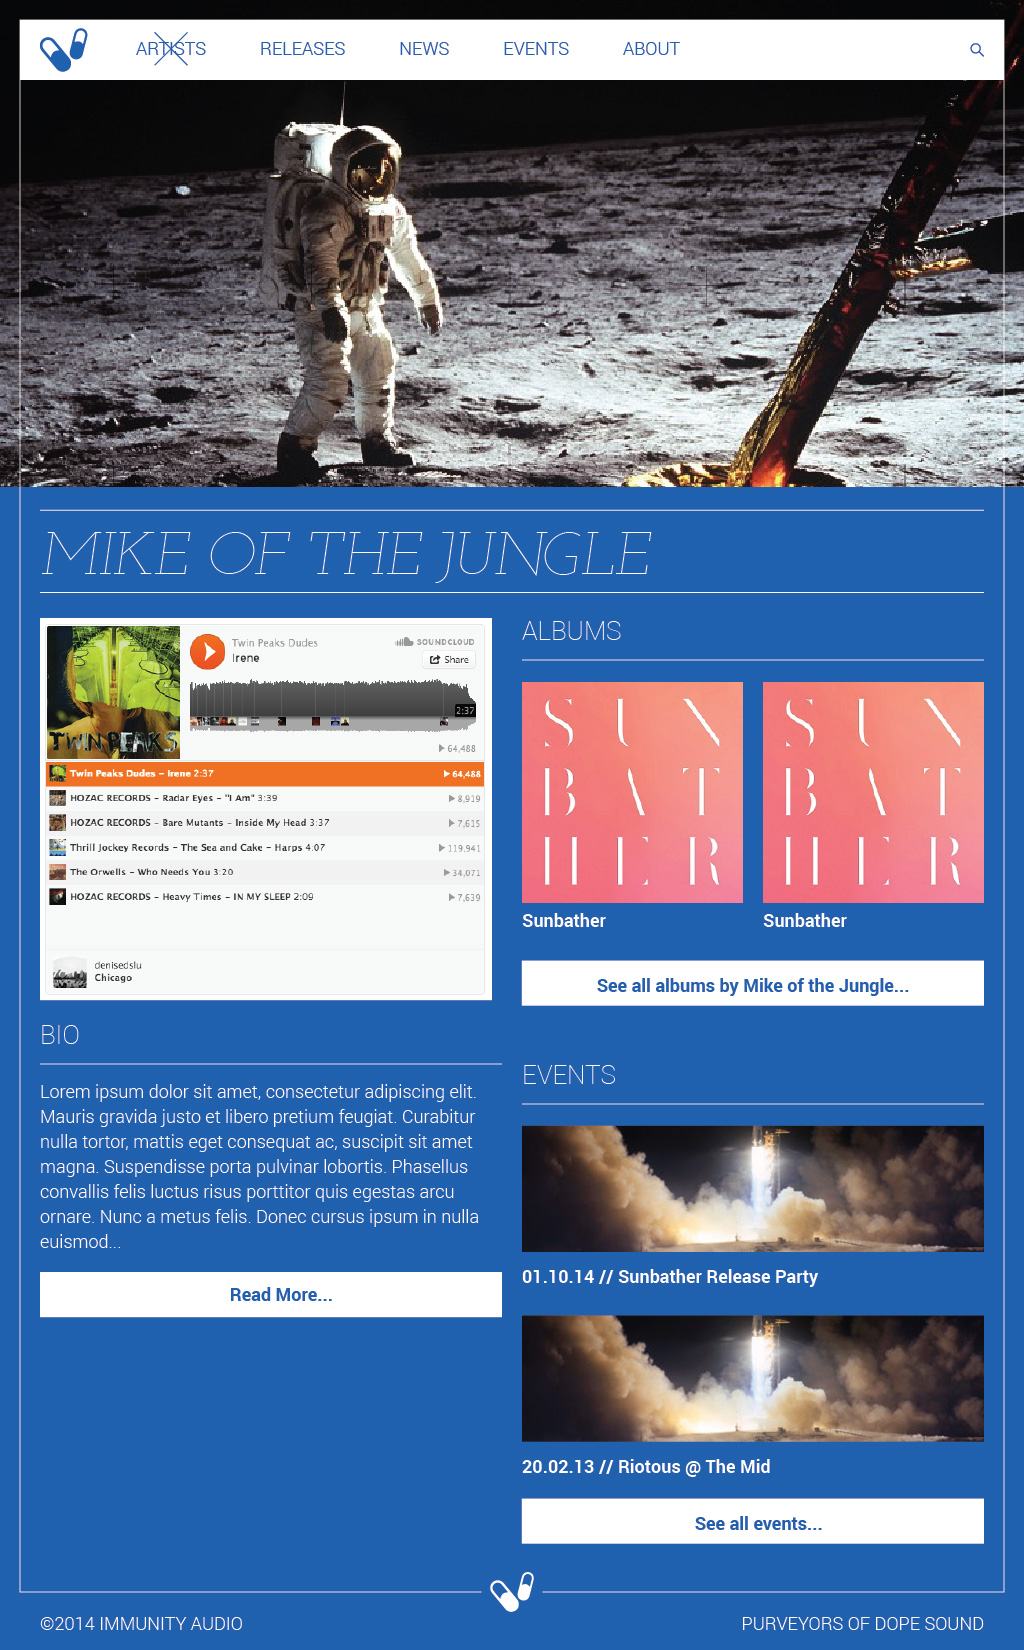 ARTISTS RELEASES NEWS EVENTS ABOUT
MIKE OF THE JUNGLE
Twin Peaks Dudes
Irene
SOUNDCLOUD
Share
2:37
TWIN PEAKS
64,488
Twin Peaks Dudes – Irene 2:37 64,488
HOZAC RECORDS – Radar Eyes – "I Am" 3:39 8,919
HOZAC RECORDS – Bare Mutants – Inside My Head 3:37 7,615
Thrill Jockey Records – The Sea and Cake – Harps 4:07 119,941
The Orwells – Who Needs You 3:20 34,071
HOZAC RECORDS – Heavy Times – IN MY SLEEP 2:09 7,639
denisedslu
Chicago
BIO
Lorem ipsum dolor sit amet, consectetur adipiscing elit.
Mauris gravida justo et libero pretium feugiat. Curabitur
nulla tortor, mattis eget consequat ac, suscipit sit amet
magna. Suspendisse porta pulvinar lobortis. Phasellus
convallis felis luctus risus porttitor quis egestas arcu
ornare. Nunc a metus felis. Donec cursus ipsum in nulla
euismod...
Read More...
ALBUMS
SUN
BAT
HER
Sunbather
SUN
BAT
HER
Sunbather
See all albums by Mike of the Jungle...
EVENTS
01.10.14 // Sunbather Release Party
20.02.13 // Riotous @ The Mid
See all events...
©2014 IMMUNITY AUDIO
PURVEYORS OF DOPE SOUND